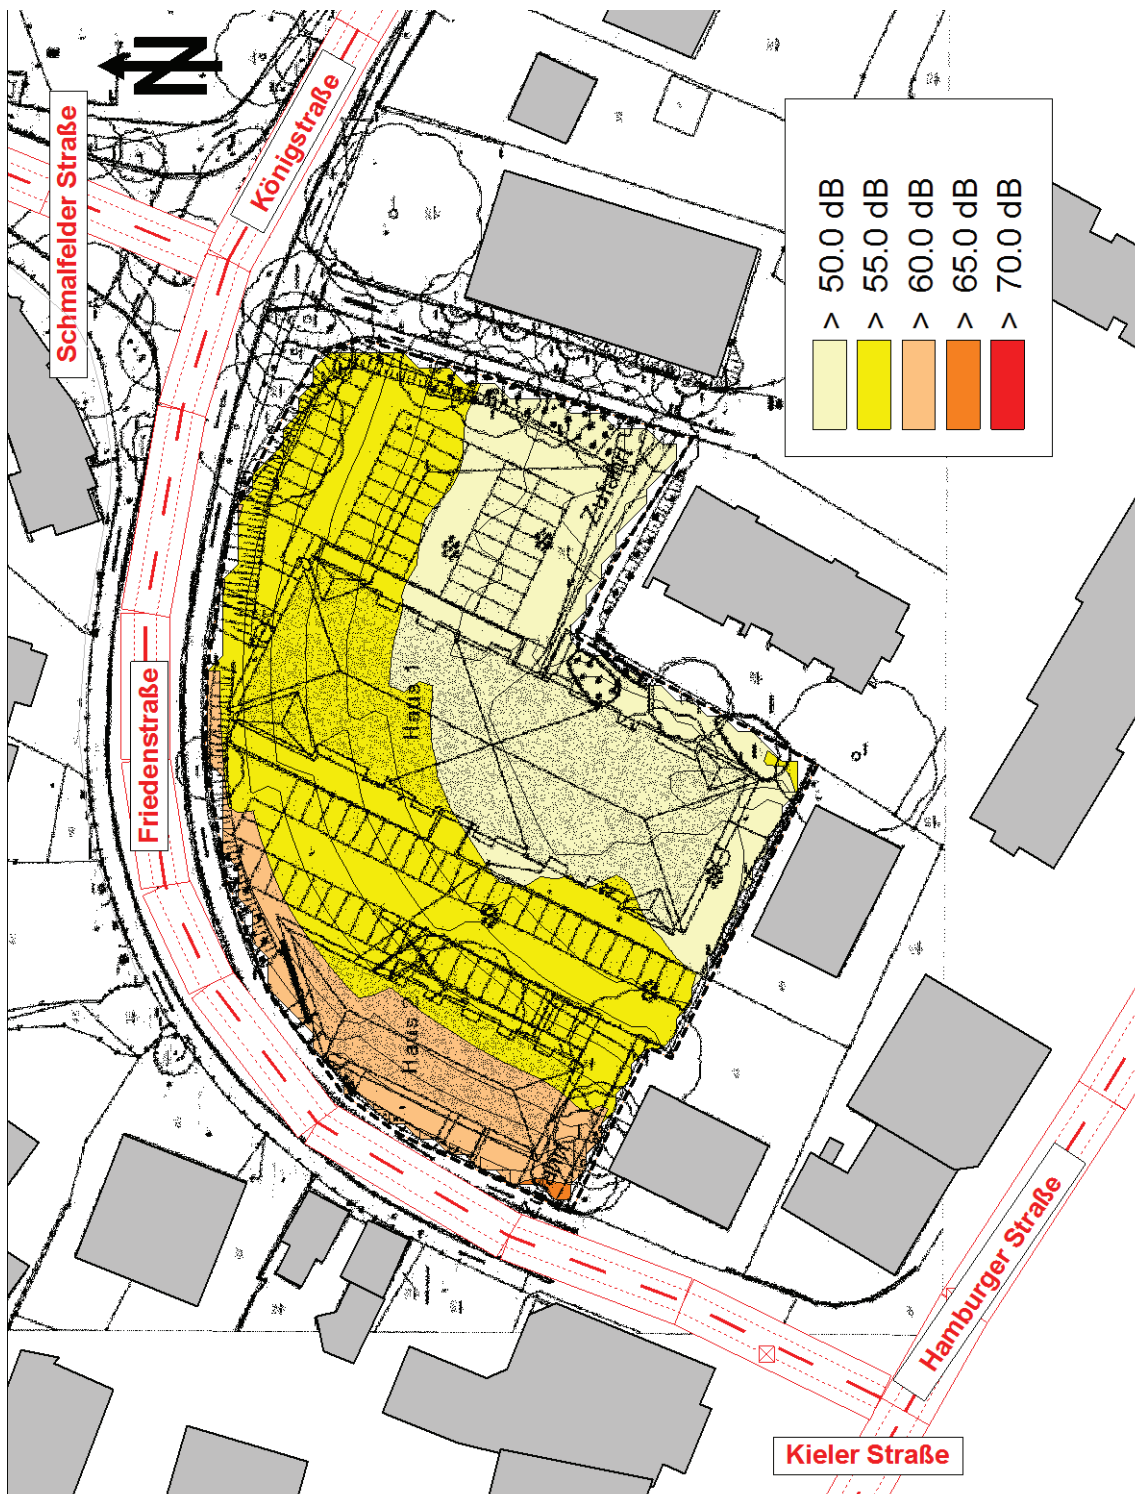 Schmalfelder Straße
Königstraße
Friedenstraße
> 50.0 dB
> 55.0 dB
> 60.0 dB
> 65.0 dB
> 70.0 dB
Haus 1
Haus
Hamburger Straße
Kieler Straße
N